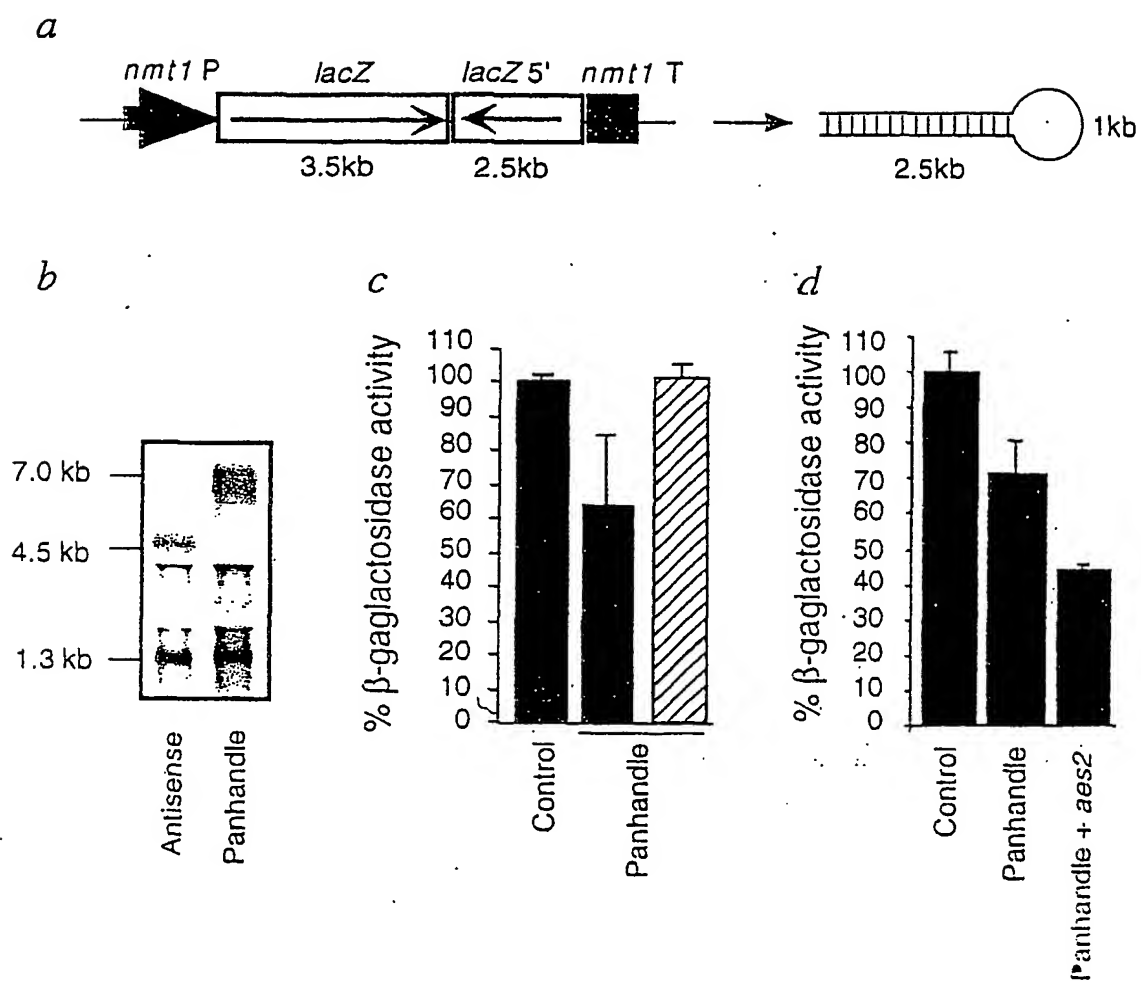 a
nmt1 P lacZ lacZ 5' nmt1 T
3.5kb 2.5kb 2.5kb 1kb
b
7.0 kb
4.5 kb
1.3 kb
Antisense
Panhandle
c
% β-gaglactosidase activity
110
100
90
80
70
60
50
40
30
20
10
0
Control
Panhandle
d
% β-gaglactosidase activity
110
100
90
80
70
60
50
40
30
20
10
0
Control
Panhandle
Panhandle + aes2